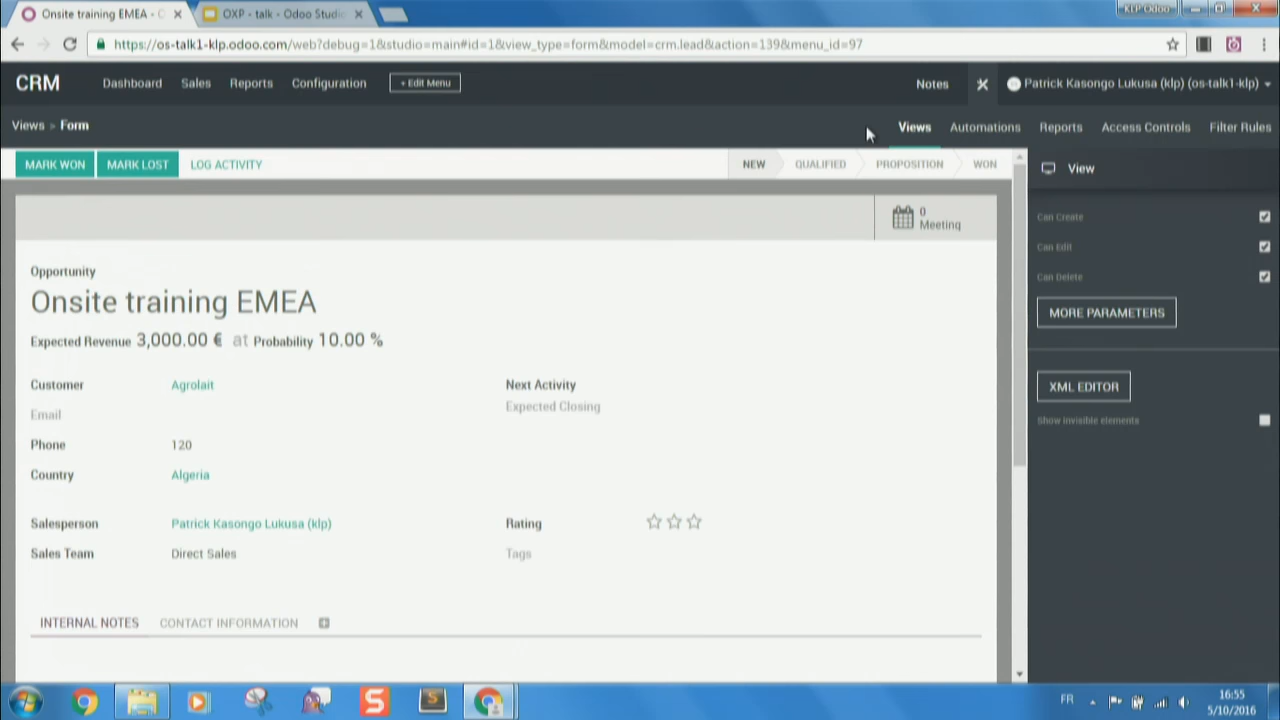 Onsite training EMEA - O
OXP - talk - Odoo Studio
KLP Odoo
https://os-talk1-klp.odoo.com/web?debug=1&studio=main#id=1&view_type=form&model=crm.lead&action=139&menu_id=97
CRM
Dashboard Sales Reports Configuration + Edit Menu
Notes
Patrick Kasongo Lukusa (klp) (os-talk1-klp)
Views » Form
Views Automations Reports Access Controls Filter Rules
MARK WON MARK LOST LOG ACTIVITY
NEW QUALIFIED PROPOSITION WON
View
0
Meeting
Can Create
Can Edit
Can Delete
MORE PARAMETERS
XML EDITOR
Show Invisible elements
Opportunity
Onsite training EMEA
Expected Revenue 3,000.00 € at Probability 10.00 %
Customer Agrolait
Next Activity
Email
Expected Closing
Phone 120
Country Algeria
Salesperson Patrick Kasongo Lukusa (klp)
Rating
Sales Team Direct Sales
Tags
INTERNAL NOTES CONTACT INFORMATION
FR
16:55
5/10/2016